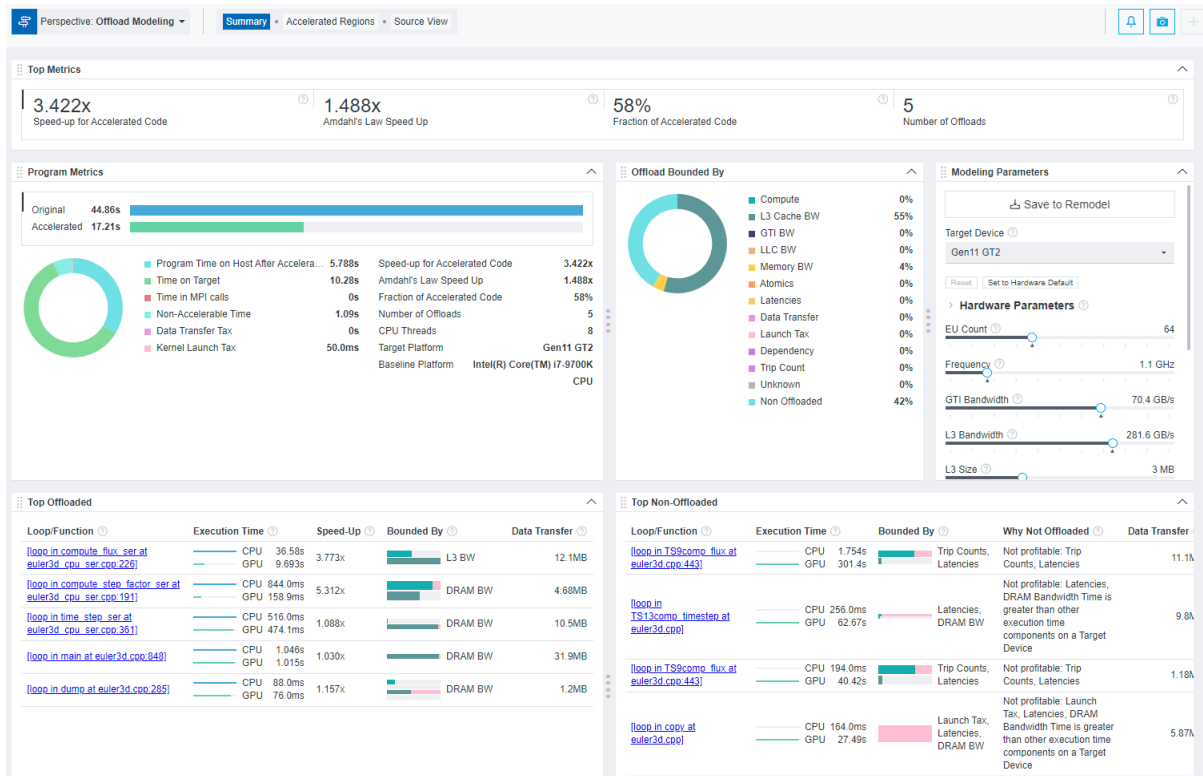 Perspective: Offload Modeling
Summary Accelerated Regions Source View
Top Metrics
3.422x
Speed-up for Accelerated Code
1.488x
Amdahl's Law Speed Up
58%
Fraction of Accelerated Code
5
Number of Offloads
Program Metrics
Original 44.86s
Accelerated 17.21s
Program Time on Host After Accelera... 5.788s
Time on Target 10.28s
Time in MPI calls 0s
Non-Accelerable Time 1.09s
Data Transfer Tax 0s
Kernel Launch Tax 50.0ms
Speed-up for Accelerated Code 3.422x
Amdahl's Law Speed Up 1.488x
Fraction of Accelerated Code 58%
Number of Offloads 5
CPU Threads 8
Target Platform Gen11 GT2
Baseline Platform Intel(R) Core(TM) i7-9700K
CPU
Offload Bounded By
Compute 0%
L3 Cache BW 55%
GTI BW 0%
LLC BW 0%
Memory BW 4%
Atomics 0%
Latencies 0%
Data Transfer 0%
Launch Tax 0%
Dependency 0%
Trip Count 0%
Unknown 0%
Non Offloaded 42%
Modeling Parameters
Save to Remodel
Target Device
Gen11 GT2
Reset Set to Hardware Default
> Hardware Parameters
EU Count 64
Frequency 1.1 GHz
GTI Bandwidth 70.4 GB/s
L3 Bandwidth 281.6 GB/s
L3 Size 3 MB
Top Offloaded
Loop/Function Execution Time Speed-Up Bounded By Data Transfer
[loop in compute_flux_ser at
euler3d_cpu_ser.cpp:226]
CPU 36.58s
GPU 9.693s
3.773x L3 BW 12.1MB
[loop in compute_step_factor_ser at
euler3d_cpu_ser.cpp:191]
CPU 844.0ms
GPU 158.9ms
5.312x DRAM BW 4.68MB
[loop in time_step_ser at
euler3d_cpu_ser.cpp:361]
CPU 516.0ms
GPU 474.1ms
1.088x DRAM BW 10.5MB
[loop in main at euler3d.cpp:848]
CPU 1.046s
GPU 1.015s
1.030x DRAM BW 31.9MB
[loop in dump at euler3d.cpp:285]
CPU 88.0ms
GPU 76.0ms
1.157x DRAM BW 1.2MB
Top Non-Offloaded
Loop/Function Execution Time Bounded By Why Not Offloaded Data Transfer
[loop in TS9comp_flux at
euler3d.cpp:443]
CPU 1.754s
GPU 301.4s
Trip Counts,
Latencies
Not profitable: Trip
Counts, Latencies
[loop in
TS13comp_timestep at
euler3d.cpp]
CPU 256.0ms
GPU 62.67s
Latencies,
DRAM BW
Not profitable: Latencies,
DRAM Bandwidth Time is
greater than other
execution time
components on a Target
Device
[loop in TS9comp_flux at
euler3d.cpp:443]
CPU 194.0ms
GPU 40.42s
Trip Counts,
Latencies
Not profitable: Trip
Counts, Latencies
[loop in copy at
euler3d.cpp]
CPU 164.0ms
GPU 27.49s
Launch Tax,
Latencies,
DRAM BW
Not profitable: Launch
Tax, Latencies, DRAM
Bandwidth Time is greater
than other execution time
components on a Target
Device